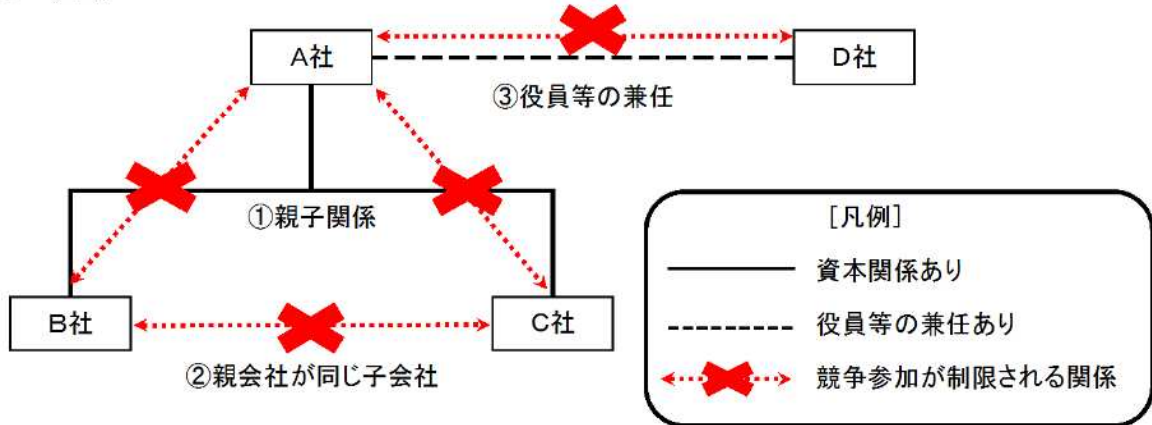 A社
D社
③役員等の兼任
①親子関係
B社
C社
②親会社が同じ子会社
［凡例］
資本関係あり
役員等の兼任あり
競争参加が制限される関係